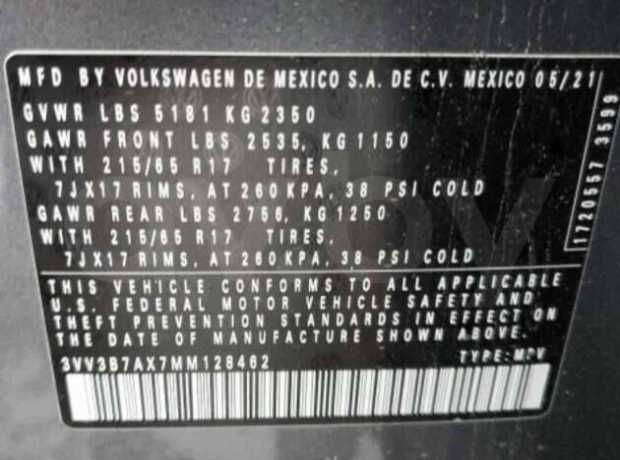 MFD BY VOLKSWAGEN DE MEXICO S.A. DE C.V. MEXICO 05/21
GVWR LBS 5181 KG 2350
GAWR FRONT LBS 2535, KG 1150
WITH 215/65 R17 TIRES,
7JX17 RIMS, AT 260 KPA, 38 PSI COLD
GAWR REAR LBS 2756, KG 1250
WITH 215/65 R17 TIRES,
7JX17 RIMS, AT 260 KPA, 38 PSI COLD
THIS VEHICLE CONFORMS TO ALL APPLICABLE
U.S. FEDERAL MOTOR VEHICLE SAFETY AND
THEFT PREVENTION STANDARDS IN EFFECT ON
THE DATE OF MANUFACTURE SHOWN ABOVE.
3VV3B7AX7MM128462 TYPE: MPV
1720557 3599